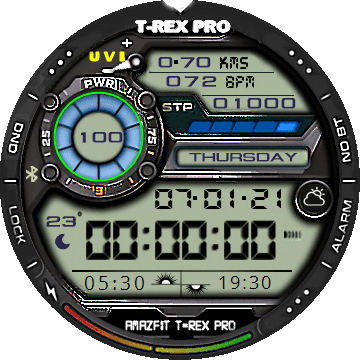 T-REX PRO
UVI
0.70 KMS
072 BPM
PWR
STP 01000
25
100
75
THURSDAY
DND
NO BT
07-01-21
23°
00:00:00
LOCK
ALARM
05:30
19:30
AMAZFIT T-REX PRO